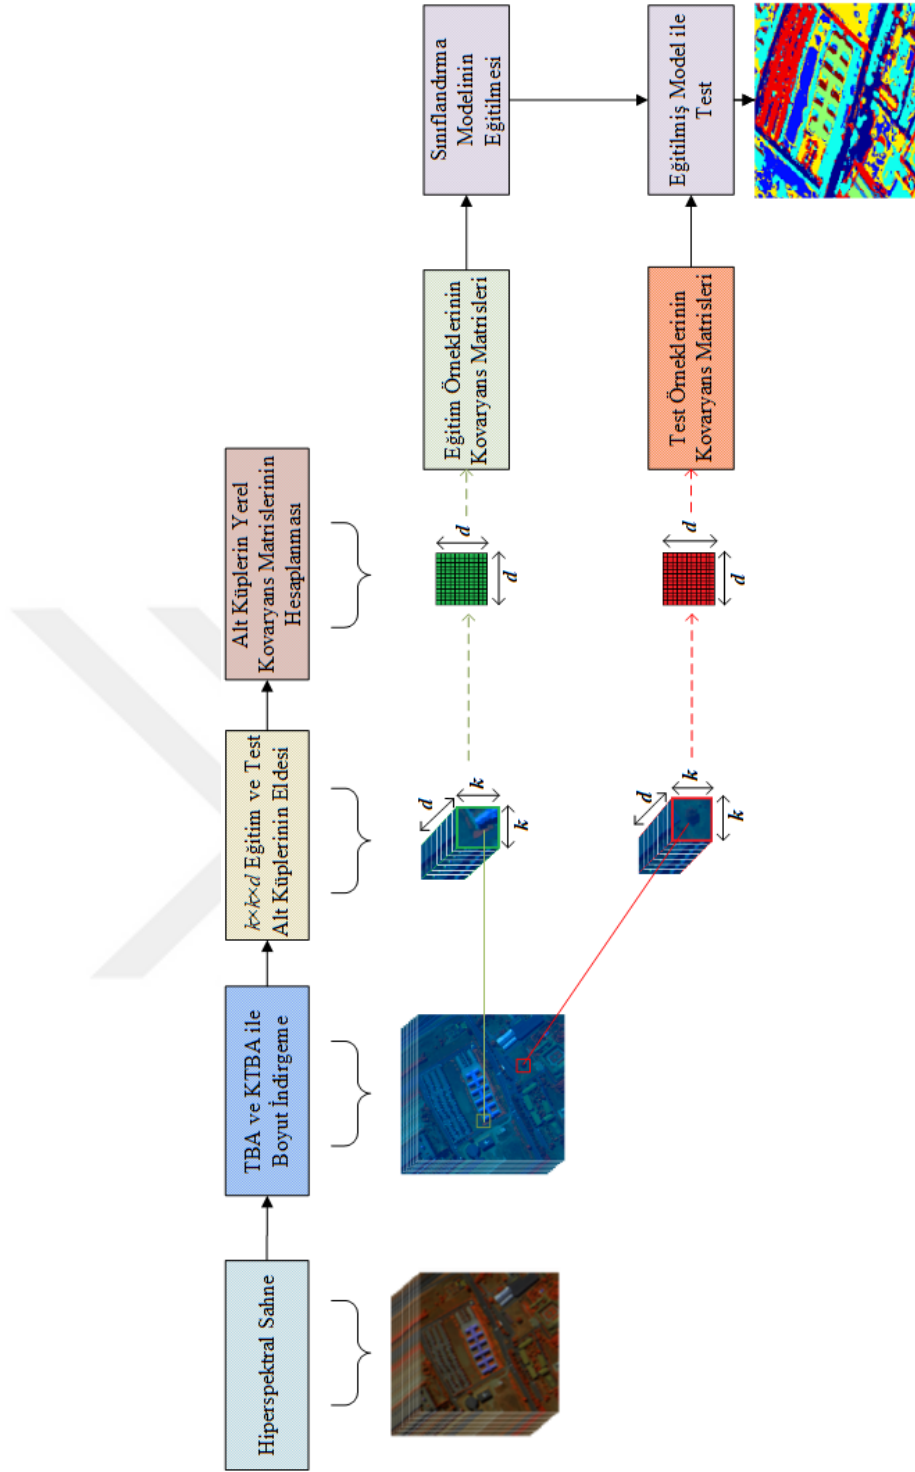 Hiperspektral Sahne
TBA ve KTBA ile
Boyut İndirgeme
k×k×d Eğitim ve Test
Alt Küplerinin Eldesi
Alt Küplerin Yerel
Kovaryans Matrislerinin
Hesaplanması
d
k
k
d
d
Eğitim Örneklerinin
Kovaryans Matrisleri
Sınıflandırma
Modelinin
Eğitilmesi
d
k
k
d
d
Test Örneklerinin
Kovaryans Matrisleri
Eğitilmiş Model ile
Test